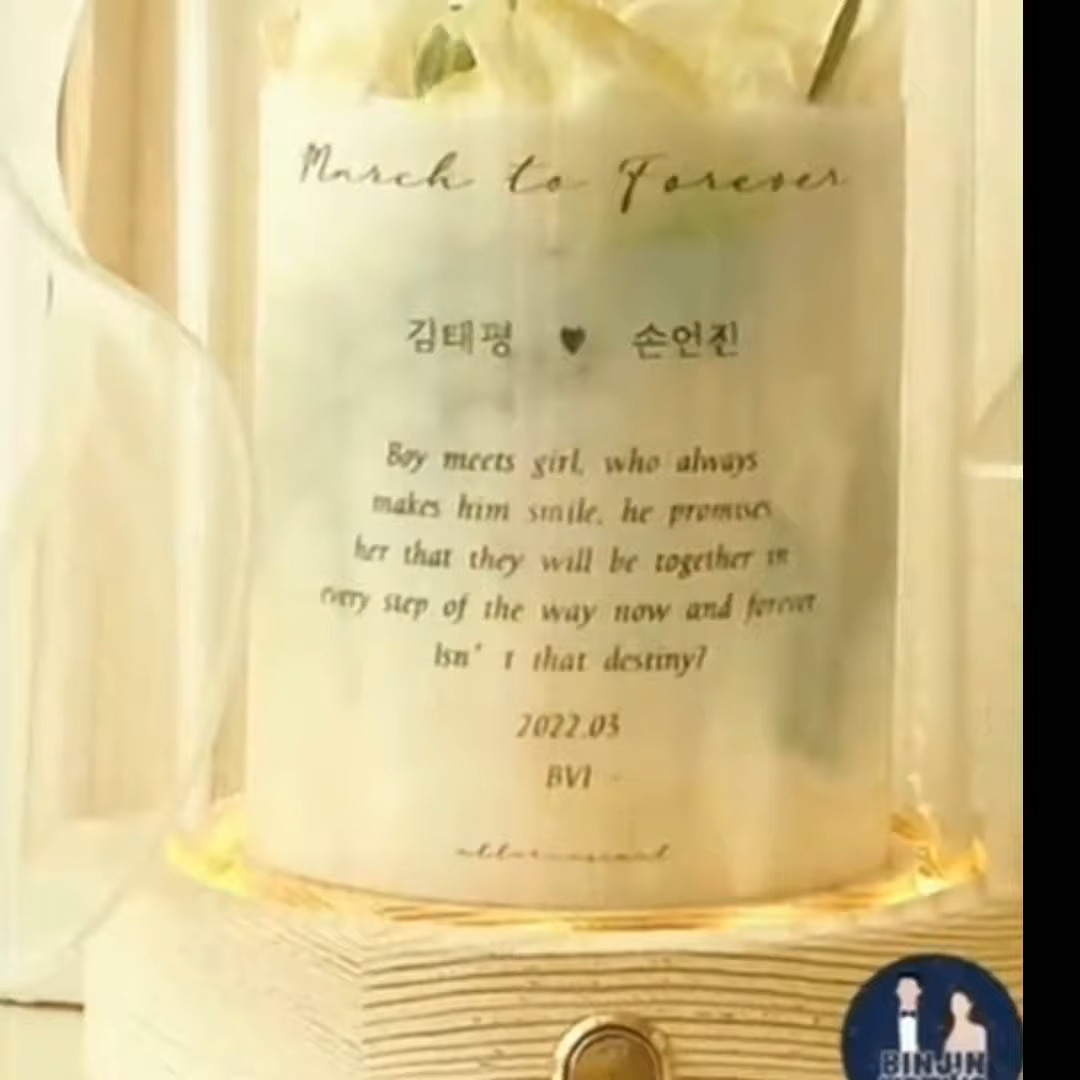 March to Forever
김태평 ♥ 손언진
Boy meets girl, who always
makes him smile, he promises
her that they will be together in
every step of the way now and forever
Isn't that destiny?
2022.03
BVI
BINJIN